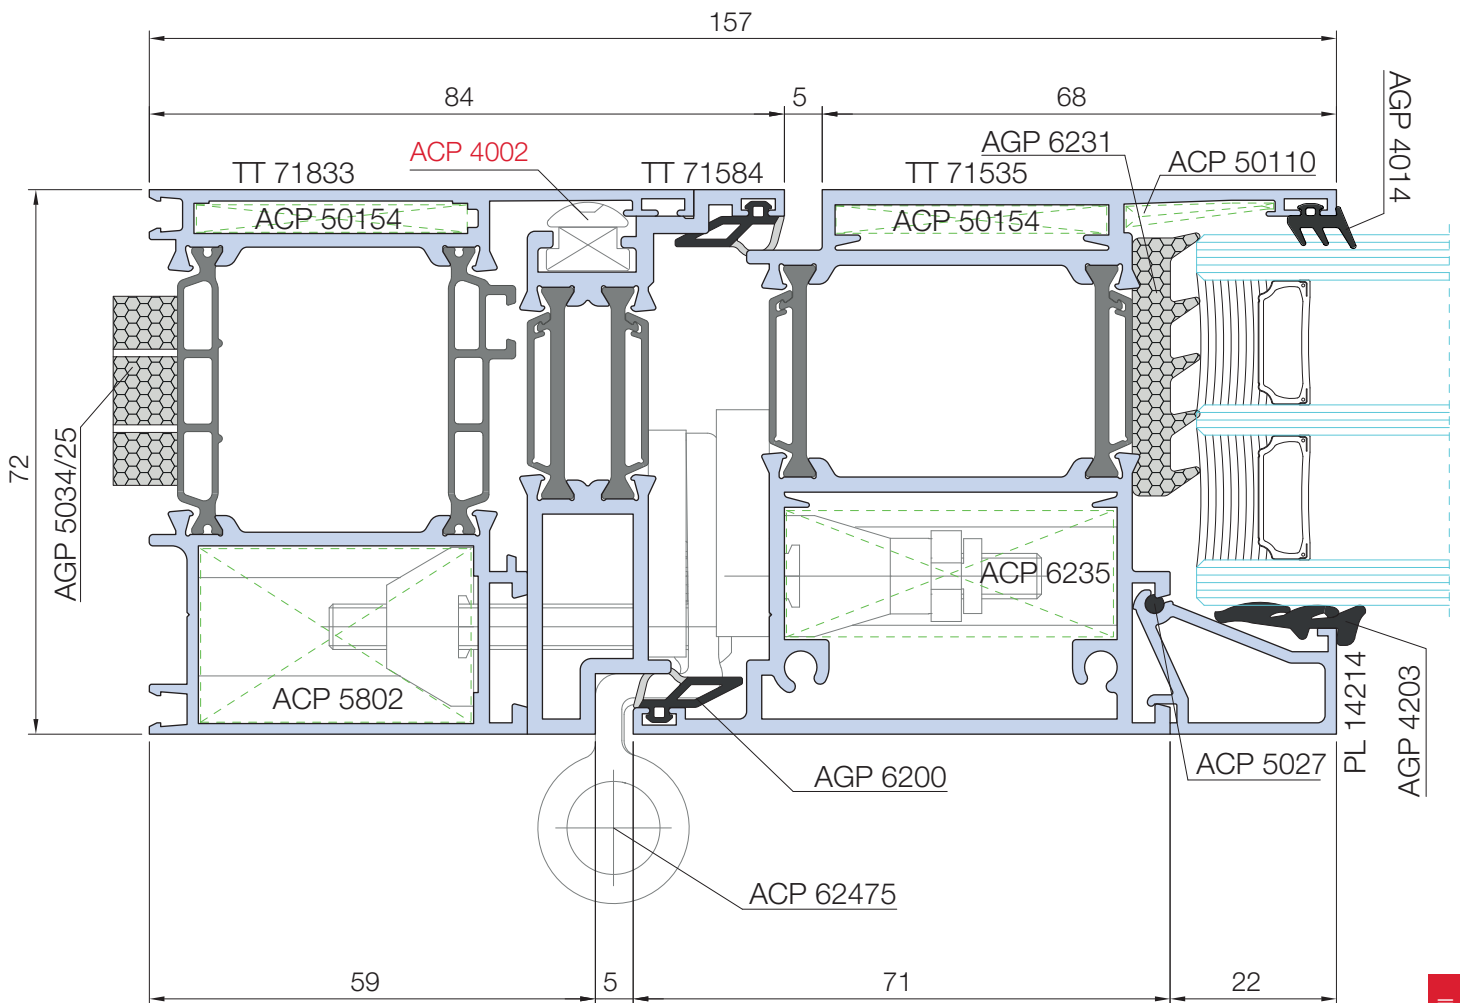 157
84
5
68
AGP 4014
AGP 6231
ACP 4002
ACP 50110
TT 71833
TT 71584
TT 71535
ACP 50154
ACP 50154
72
AGP 5034/25
ACP 6235
ACP 5802
PL 14214
AGP 4203
ACP 5027
AGP 6200
ACP 62475
59
5
71
22